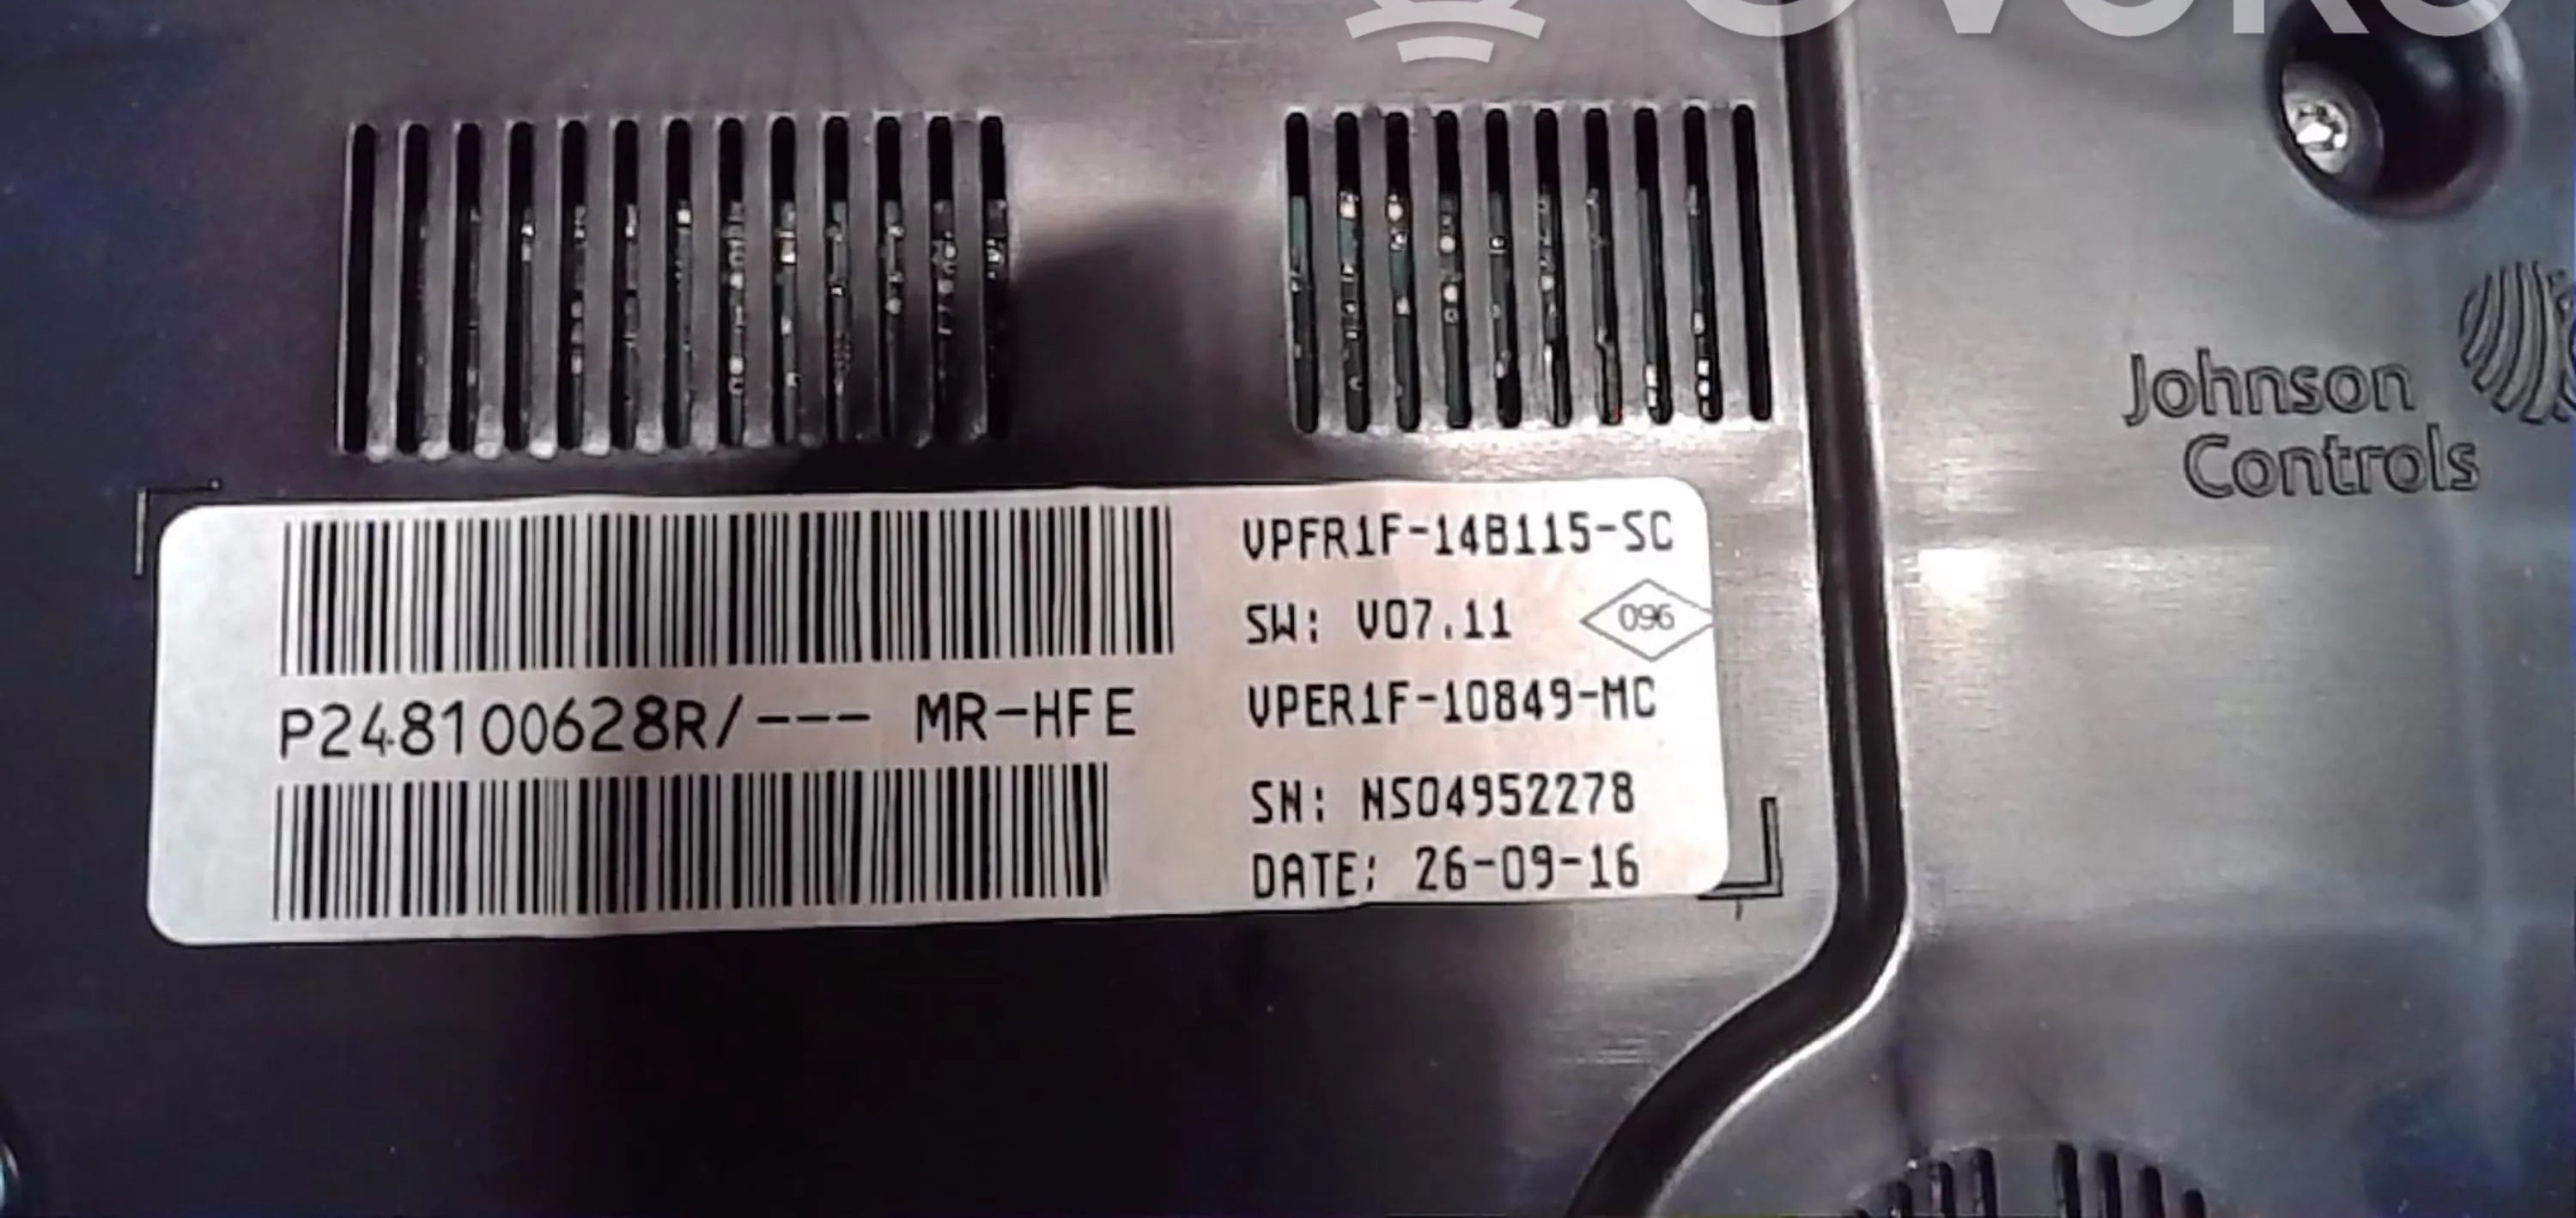 Johnson
Controls
VPFR1F-14B115-SC
SW: V07.11
096
P248100628R/--- MR-HFE
VPER1F-10849-MC
SN: NS04952278
DATE: 26-09-16